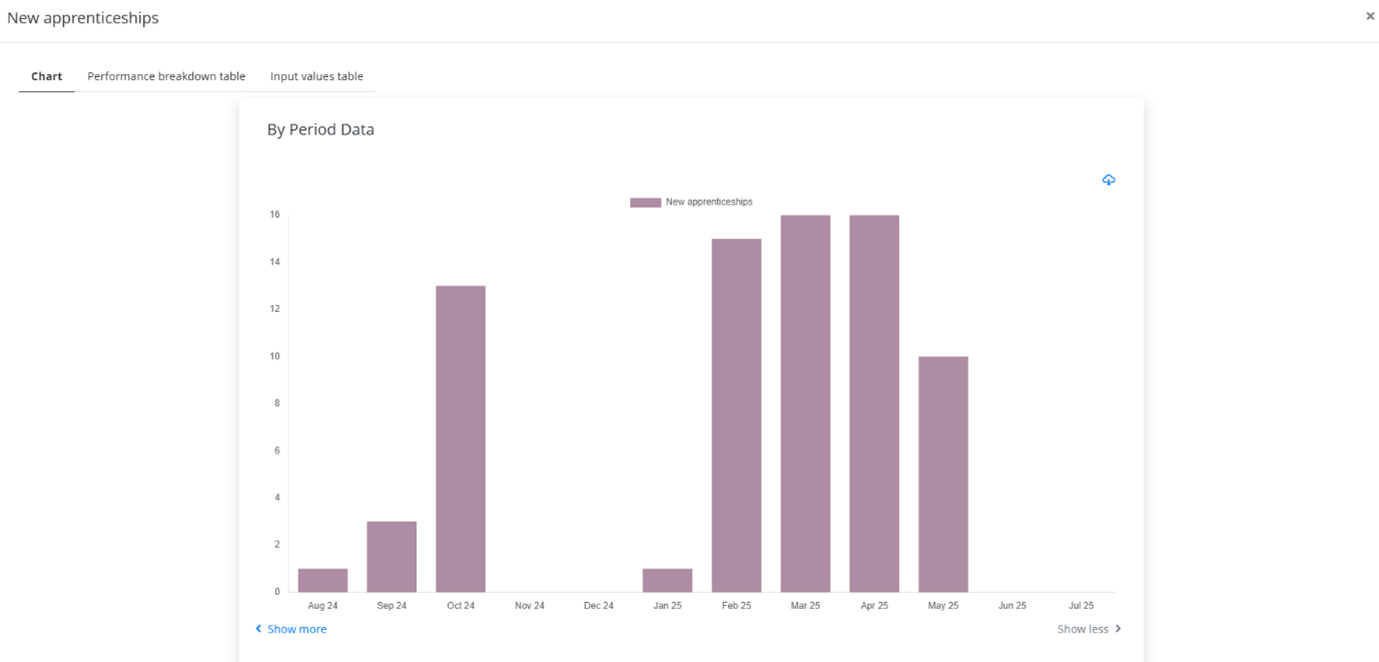 New apprenticeships ×
Chart Performance breakdown table Input values table
By Period Data
New apprenticeships
16
14
12
10
8
6
4
2
0
Aug 24 Sep 24 Oct 24 Nov 24 Dec 24 Jan 25 Feb 25 Mar 25 Apr 25 May 25 Jun 25 Jul 25
Show more Show less